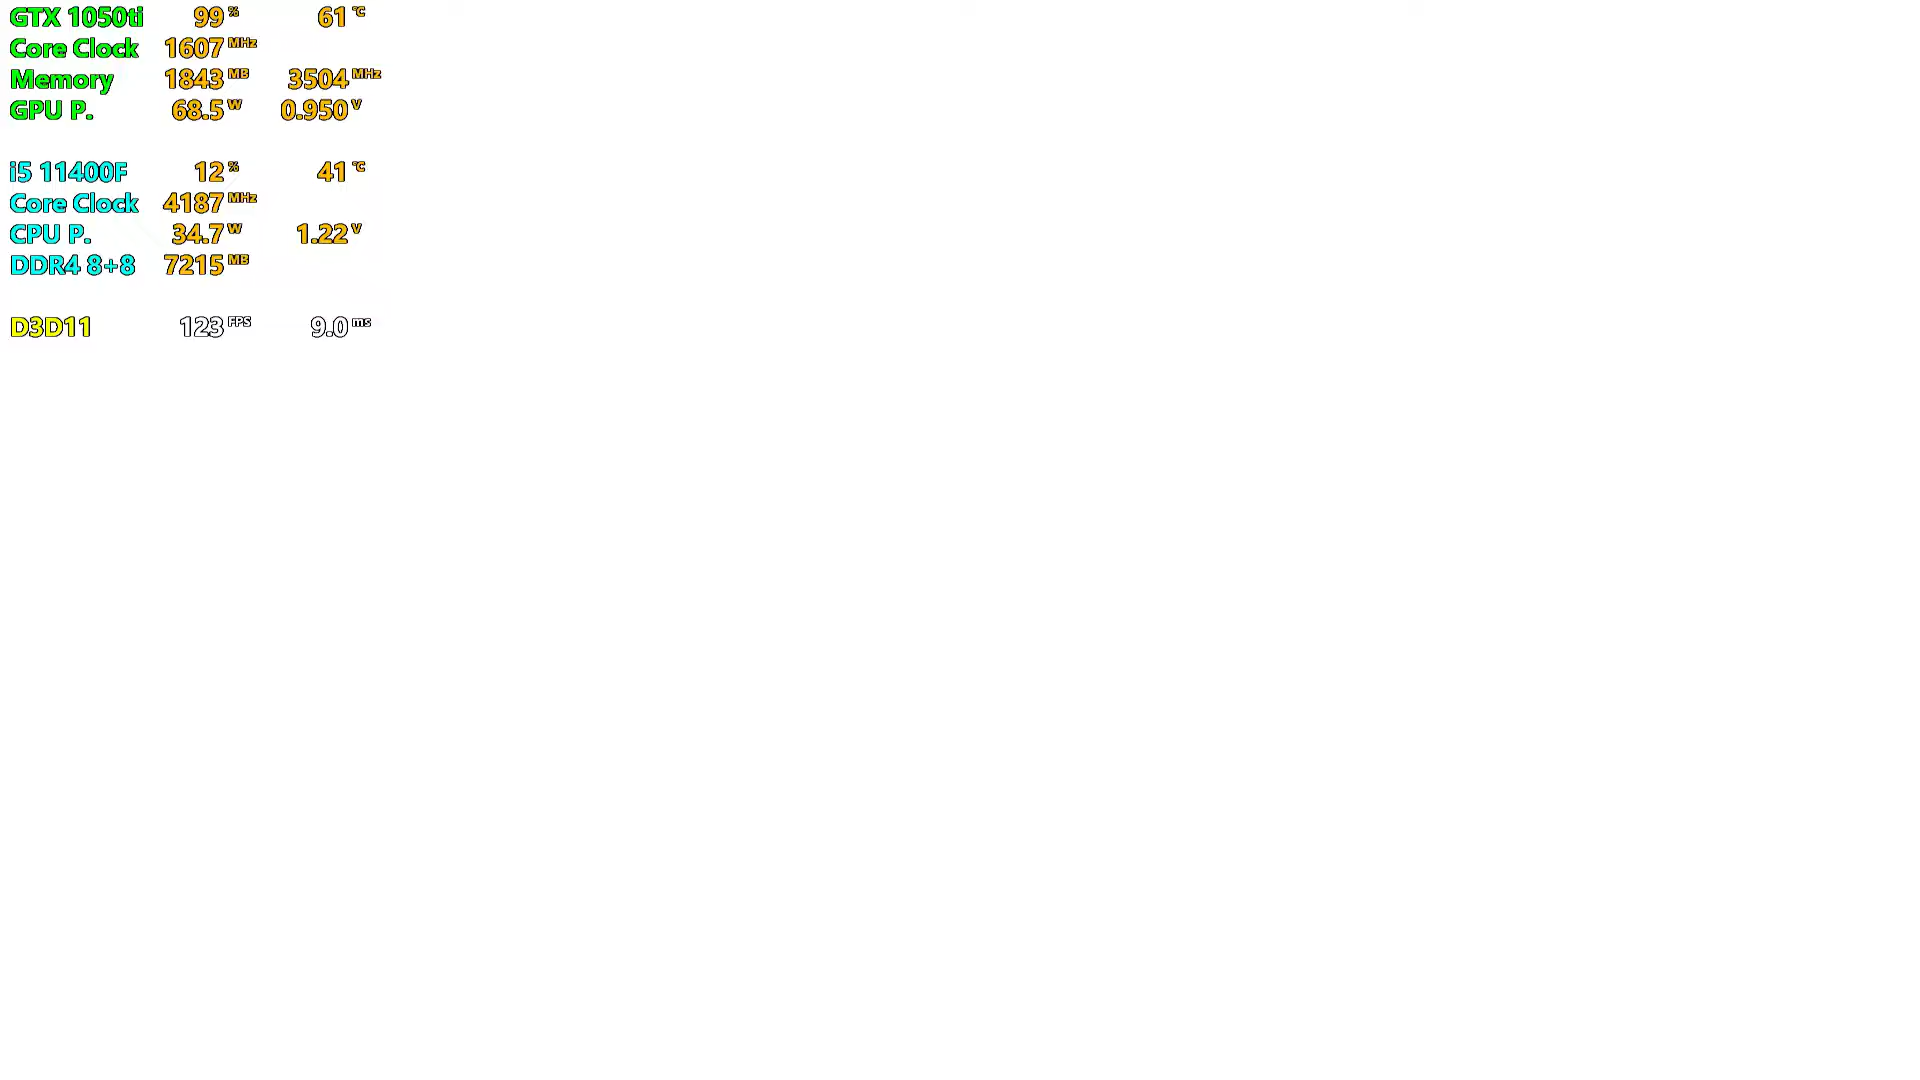 GTX 1050ti 99 % 61 °C
Core Clock 1607 MHz
Memory 1843 MB 3504 MHz
GPU P. 68.5 W 0.950 V
i5 11400F 12 % 41 °C
Core Clock 4187 MHz
CPU P. 34.7 W 1.22 V
DDR4 8+8 7215 MB
D3D11 123 FPS 9.0 ms